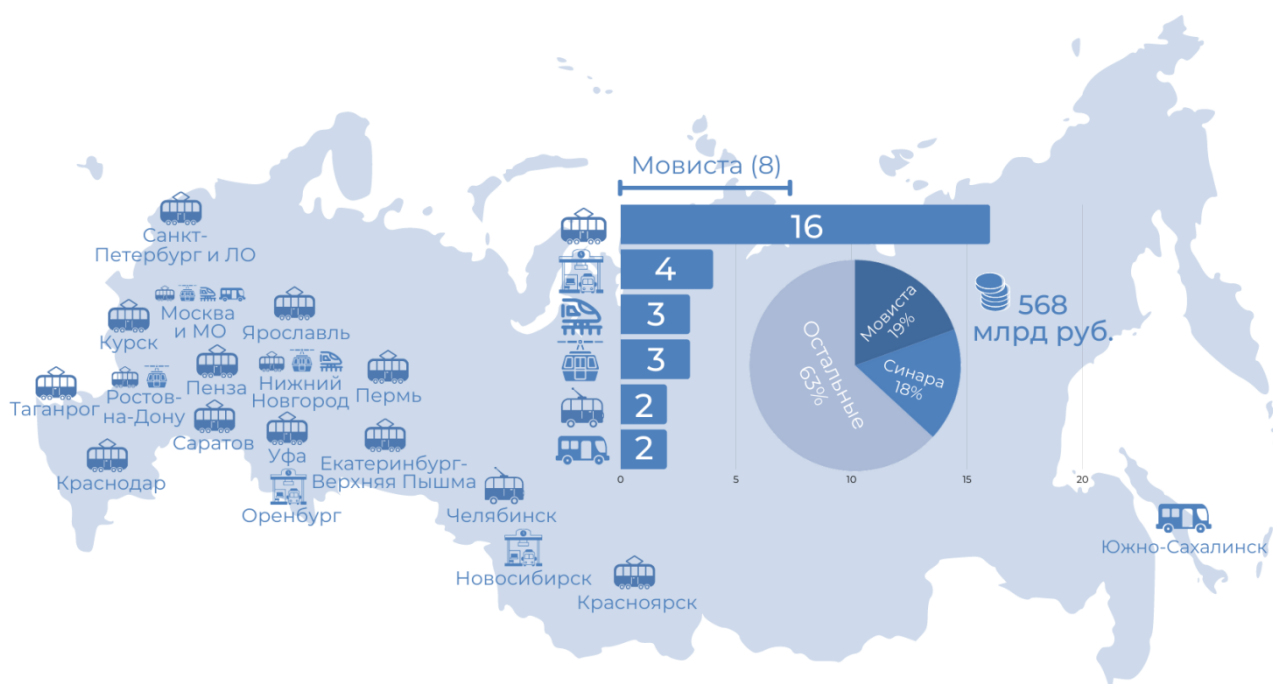 Мовиста (8)
16
4
3
3
2
2
0
5
10
15
20
Мовиста
19%
Синара
18%
Остальные
63%
568
млрд руб.
Санкт-
Петербург и ЛО
Москва
и МО
Ярославль
Курск
Пенза
Нижний
Новгород
Пермь
Таганрог
Ростов-
на-Дону
Саратов
Уфа
Екатеринбург-
Верхняя Пышма
Краснодар
Оренбург
Челябинск
Новосибирск
Красноярск
Южно-Сахалинск